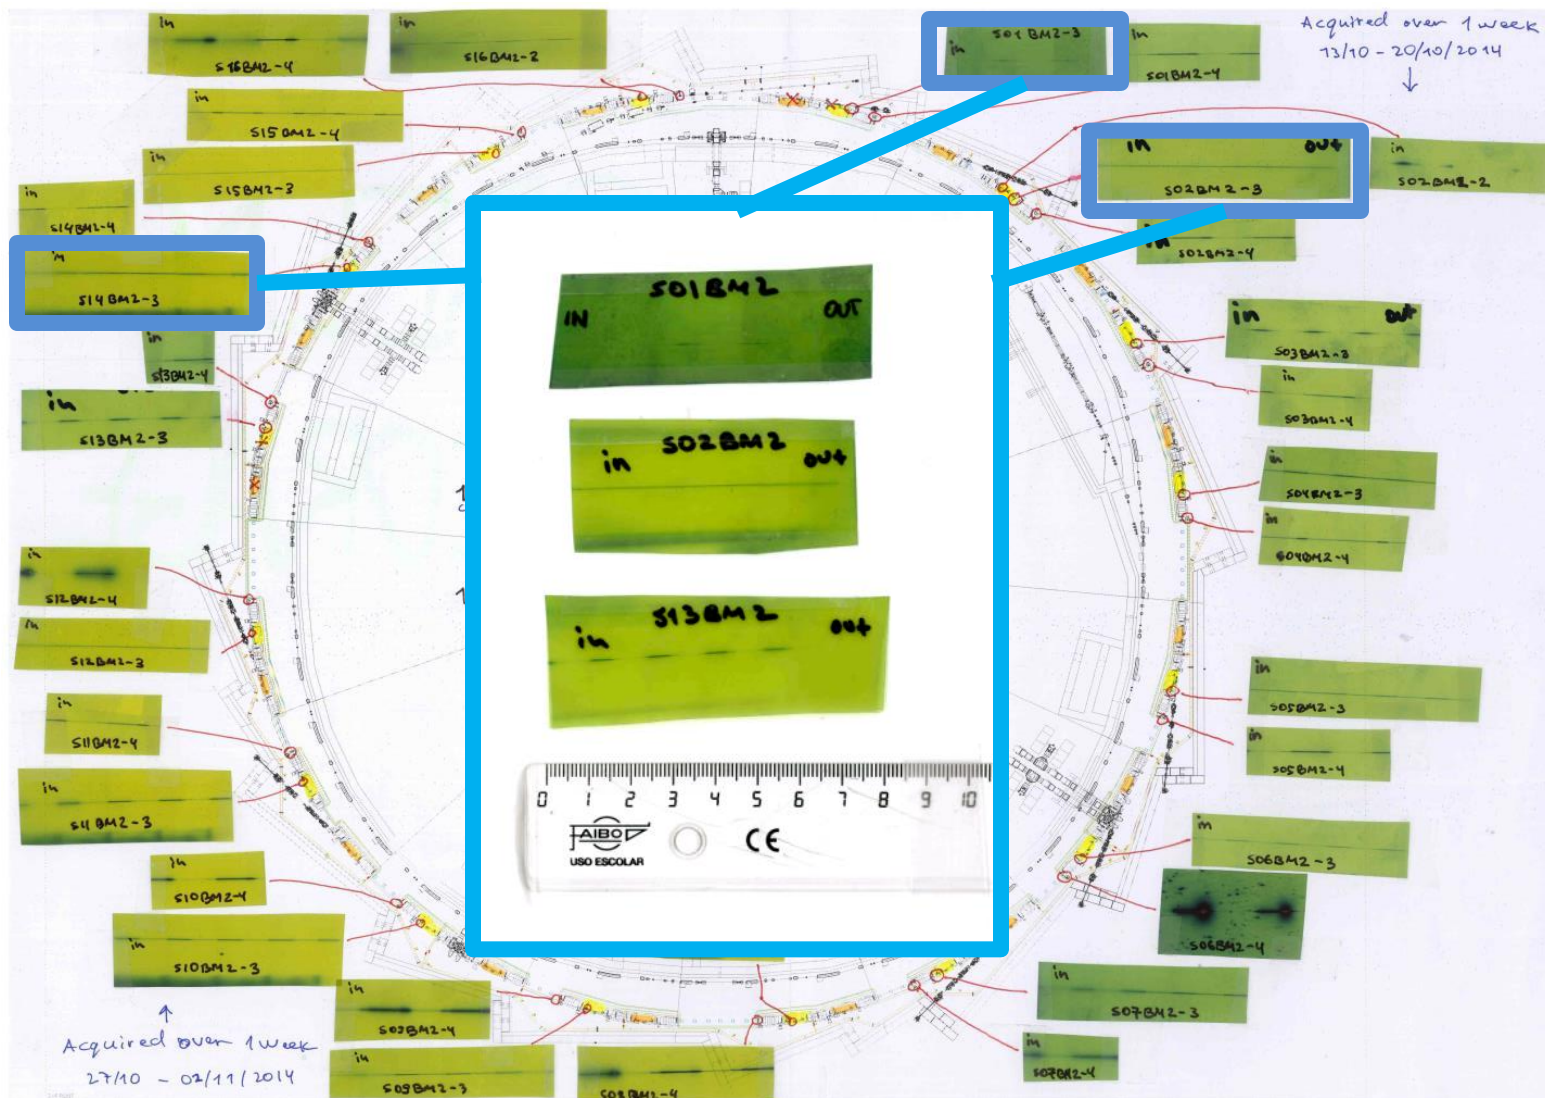 in
S16BM2-4
in
S16BM2-2
S01BM2-3
in
in
S01BM2-4
Acquired over 1 week
13/10 - 20/10/2014
in
S15BM2-4
in
S15BM2-3
in out
S02BM2-3
in
S02BM2-2
in
S14BM2-4
in
S02BM2-4
in
S14BM2-3
S01BM2
IN OUT
in out
S03BM2-3
in
S13BM2-4
in
S03BM2-4
in
S13BM2-3
S02BM2
in out
in
S04BM2-3
in
S04BM2-4
in
S12BM2-4
in
S12BM2-3
S13BM2
in out
in
S05BM2-3
in
S05BM2-4
in
S11BM2-4
in
S11BM2-3
0 1 2 3 4 5 6 7 8 9 10
FAIBO CE
USO ESCOLAR
in
S06BM2-3
S06BM2-4
in
S10BM2-4
in
S10BM2-3
in
S07BM2-3
in
S07BM2-4
S09BM2-4
in
S09BM2-3
in
S08BM2-4
Acquired over 1 week
27/10 - 02/11/2014